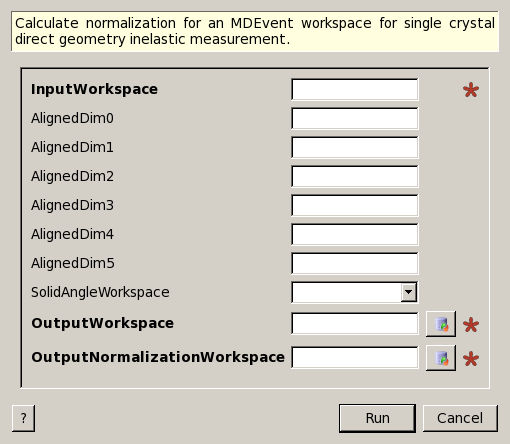 Calculate normalization for an MDEvent workspace for single crystal
direct geometry inelastic measurement.
InputWorkspace
AlignedDim0
AlignedDim1
AlignedDim2
AlignedDim3
AlignedDim4
AlignedDim5
SolidAngleWorkspace
OutputWorkspace
OutputNormalizationWorkspace
? Run Cancel